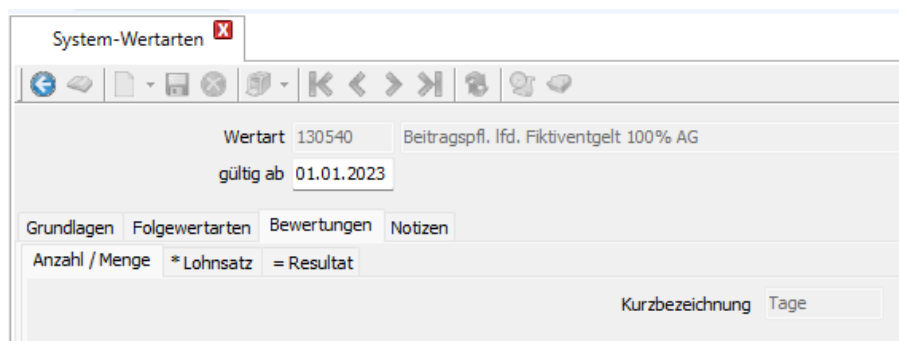 System-Wertarten
Wertart 130540 Beitragspfl. lfd. Fiktiventgelt 100% AG
gültig ab 01.01.2023
Grundlagen Folgewertarten Bewertungen Notizen
Anzahl / Menge * Lohnsatz = Resultat
Kurzbezeichnung Tage